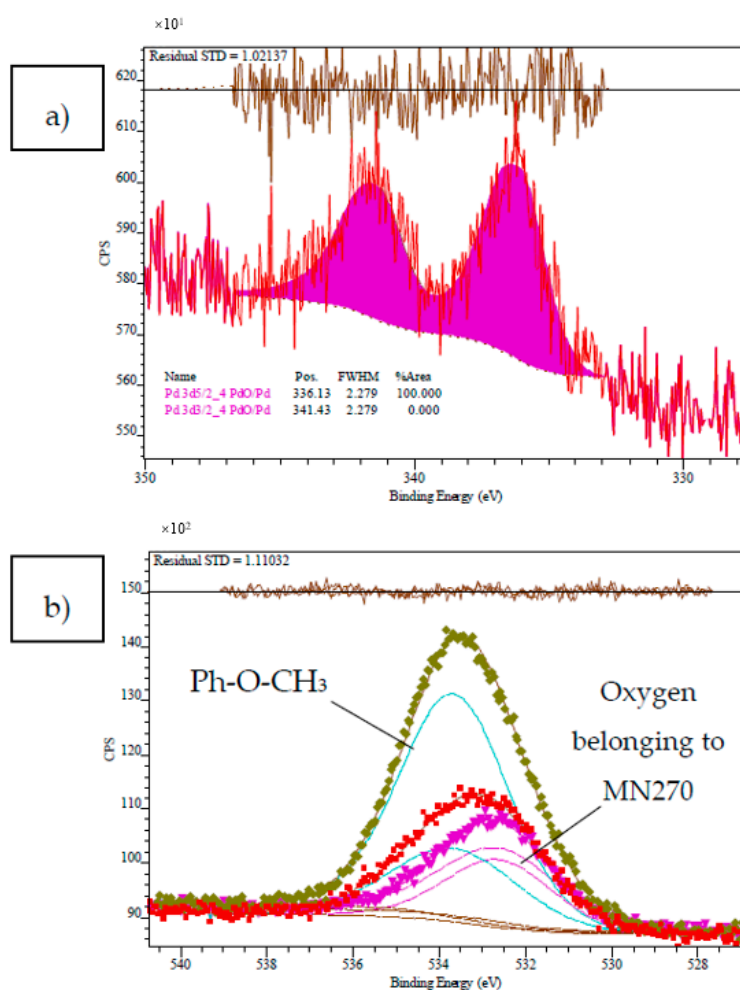 ×10¹
a)
Residual STD = 1.02137
620
610
600
590
580
570
560
550
CPS
Name Pos. FWHM %Area
Pd 3d5/2_4 PdO/Pd 336.13 2.279 100.000
Pd 3d3/2_4 PdO/Pd 341.43 2.279 0.000
350 340 330
Binding Energy (eV)
×10²
b)
Residual STD = 1.11032
150
140
130
120
110
100
90
CPS
Ph-O-CH₃
Oxygen
belonging to
MN270
540 538 536 534 532 530 528
Binding Energy (eV)